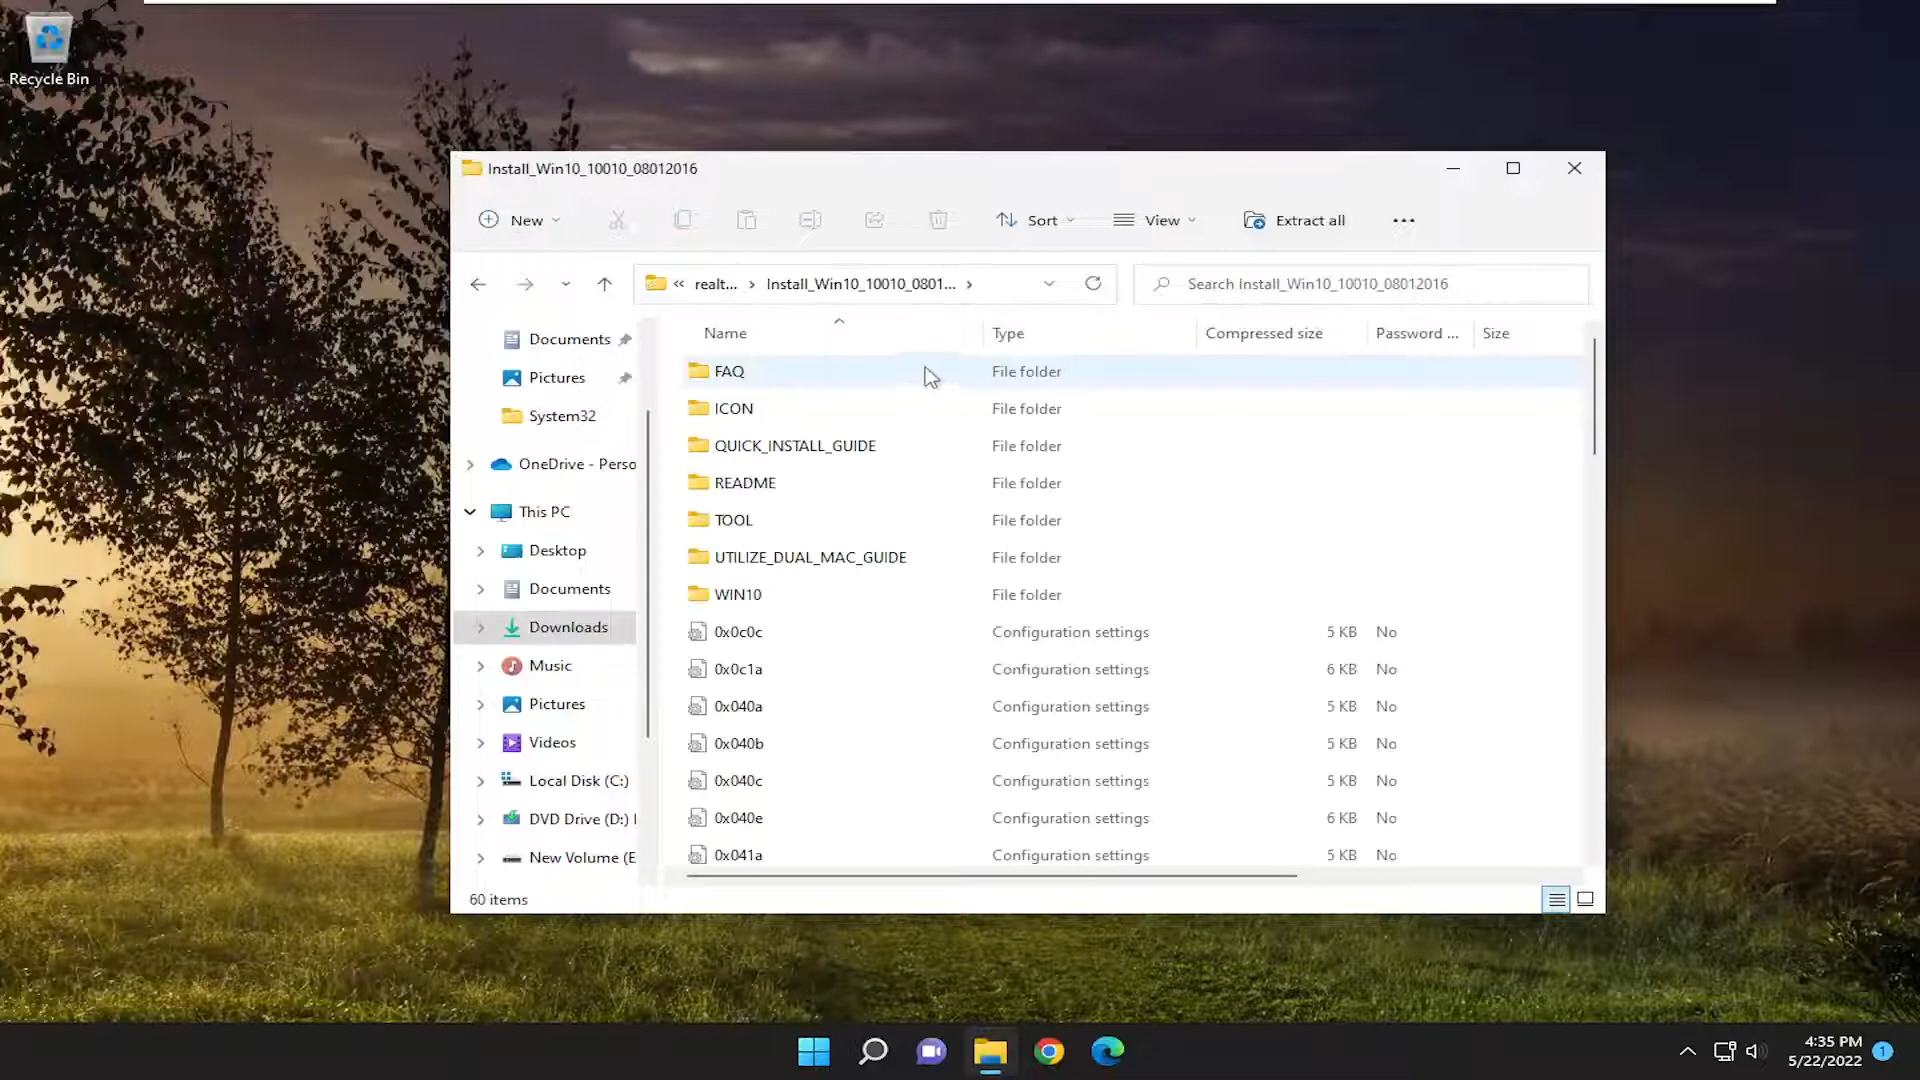 Recycle Bin
Install_Win10_10010_08012016
New
Sort
View
Extract all
realt...
Install_Win10_10010_0801...
Search Install_Win10_10010_08012016
Documents
Pictures
System32
OneDrive - Perso
This PC
Desktop
Documents
Downloads
Music
Pictures
Videos
Local Disk (C:)
DVD Drive (D:) I
New Volume (E
Name Type Compressed size Password ... Size
FAQ File folder
ICON File folder
QUICK_INSTALL_GUIDE File folder
README File folder
TOOL File folder
UTILIZE_DUAL_MAC_GUIDE File folder
WIN10 File folder
0x0c0c Configuration settings 5 KB No
0x0c1a Configuration settings 6 KB No
0x040a Configuration settings 5 KB No
0x040b Configuration settings 5 KB No
0x040c Configuration settings 5 KB No
0x040e Configuration settings 6 KB No
0x041a Configuration settings 5 KB No
60 items
4:35 PM
5/22/2022
1